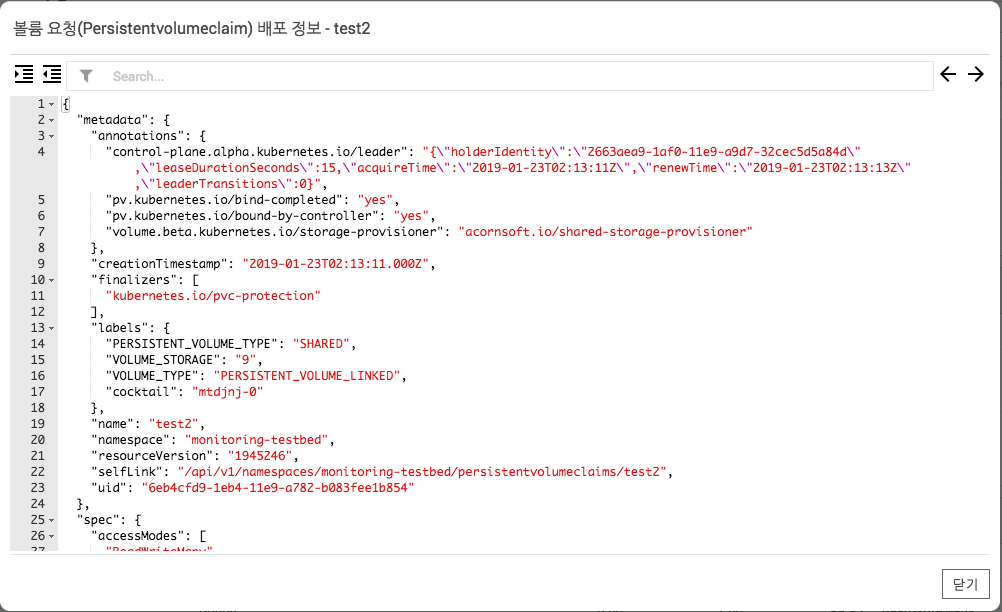 볼륨 요청(Persistentvolumeclaim) 배포 정보 - test2
Search...
1 {
2 "metadata": {
3 "annotations": {
4 "control-plane.alpha.kubernetes.io/leader": "{\"holderIdentity\":\"2663aea9-1af0-11e9-a9d7-32cec5d5a84d\"
,\"leaseDurationSeconds\":15,\"acquireTime\":\"2019-01-23T02:13:11Z\",\"renewTime\":\"2019-01-23T02:13:13Z\"
,\"leaderTransitions\":0}",
5 "pv.kubernetes.io/bind-completed": "yes",
6 "pv.kubernetes.io/bound-by-controller": "yes",
7 "volume.beta.kubernetes.io/storage-provisioner": "acornsoft.io/shared-storage-provisioner"
8 },
9 "creationTimestamp": "2019-01-23T02:13:11.000Z",
10 "finalizers": [
11 "kubernetes.io/pvc-protection"
12 ],
13 "labels": {
14 "PERSISTENT_VOLUME_TYPE": "SHARED",
15 "VOLUME_STORAGE": "9",
16 "VOLUME_TYPE": "PERSISTENT_VOLUME_LINKED",
17 "cocktail": "mtdjnj-0"
18 },
19 "name": "test2",
20 "namespace": "monitoring-testbed",
21 "resourceVersion": "1945246",
22 "selfLink": "/api/v1/namespaces/monitoring-testbed/persistentvolumeclaims/test2",
23 "uid": "6eb4cfd9-1eb4-11e9-a782-b083fee1b854"
24 },
25 "spec": {
26 "accessModes": [
27 "ReadWriteMany"
닫기